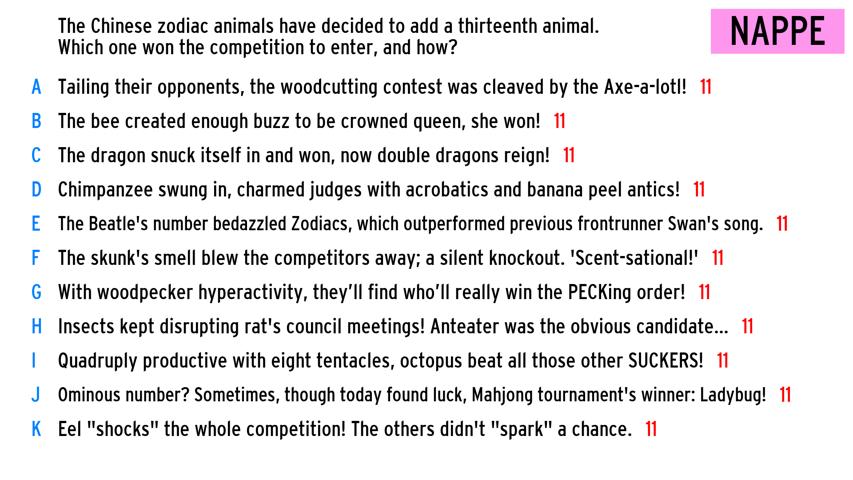 The Chinese zodiac animals have decided to add a thirteenth animal.
Which one won the competition to enter, and how?
NAPPE
A Tailing their opponents, the woodcutting contest was cleaved by the Axe-a-lotl! 11
B The bee created enough buzz to be crowned queen, she won! 11
C The dragon snuck itself in and won, now double dragons reign! 11
D Chimpanzee swung in, charmed judges with acrobatics and banana peel antics! 11
E The Beatle's number bedazzled Zodiacs, which outperformed previous frontrunner Swan's song. 11
F The skunk's smell blew the competitors away; a silent knockout. 'Scent-sational!' 11
G With woodpecker hyperactivity, they’ll find who’ll really win the PECKing order! 11
H Insects kept disrupting rat's council meetings! Anteater was the obvious candidate... 11
I Quadruply productive with eight tentacles, octopus beat all those other SUCKERS! 11
J Ominous number? Sometimes, though today found luck, Mahjong tournament's winner: Ladybug! 11
K Eel "shocks" the whole competition! The others didn't "spark" a chance. 11